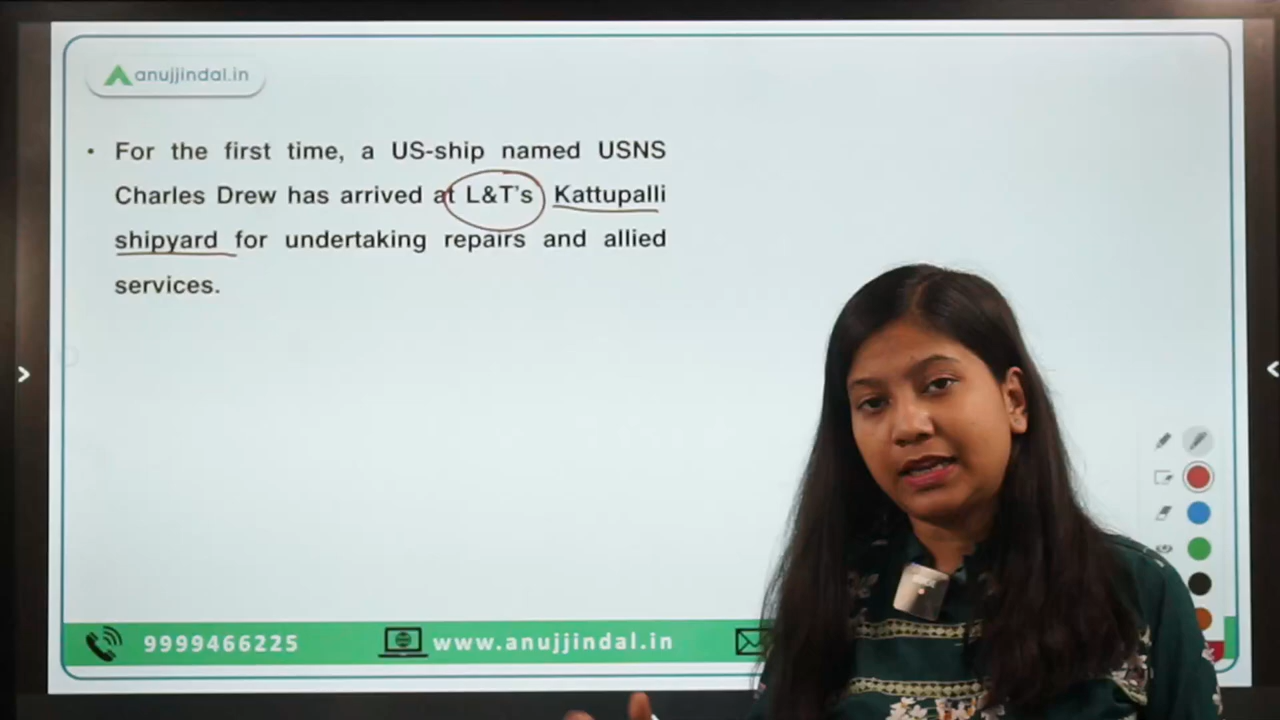 anujjindal.in
• For the first time, a US-ship named USNS
Charles Drew has arrived at L&T's Kattupalli
shipyard for undertaking repairs and allied
services.
9999466225 www.anujjindal.in